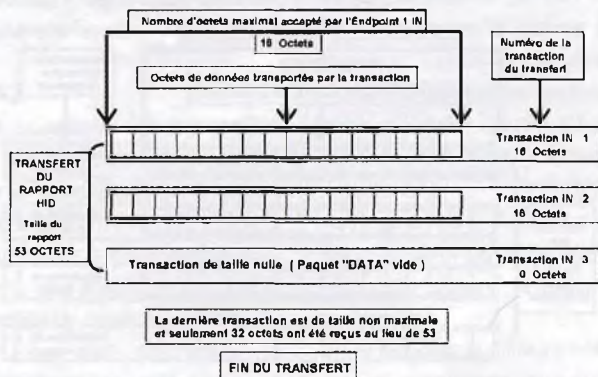 Nombre d'octets maximal accepté par l'Endpoint 1 IN
16 Octets
Octets de données transportés par la transaction
Numéro de la
transaction
du transfert
TRANSFERT
DU
RAPPORT
HID
Taille du
rapport
53 OCTETS
Transaction IN 1
16 Octets
Transaction IN 2
16 Octets
Transaction de taille nulle ( Paquet "DATA" vide )
Transaction IN 3
0 Octets
La dernière transaction est de taille non maximale
et seulement 32 octets ont été reçus au lieu de 53
FIN DU TRANSFERT